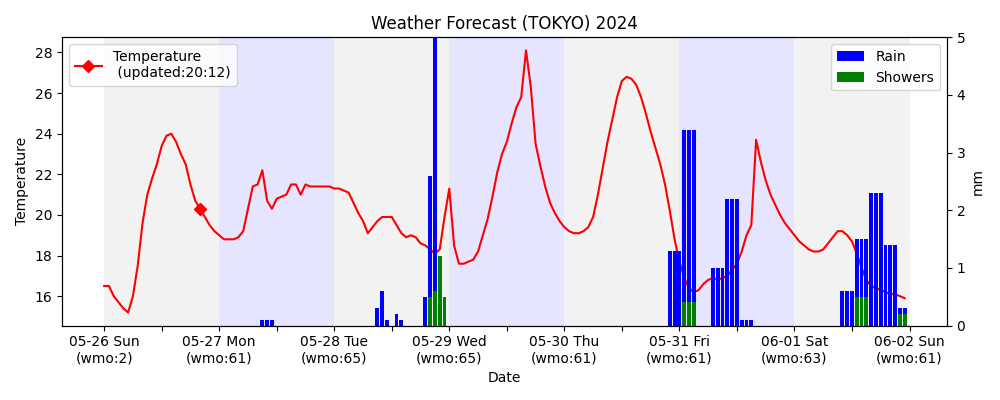 Weather Forecast (TOKYO) 2024
Temperature
(updated:20:12)
Rain
Showers
28
26
24
22
20
18
16
Temperature
5
4
3
2
1
0
mm
05-26 Sun
(wmo:2)
05-27 Mon
(wmo:61)
05-28 Tue
(wmo:65)
05-29 Wed
(wmo:65)
05-30 Thu
(wmo:61)
05-31 Fri
(wmo:61)
06-01 Sat
(wmo:63)
06-02 Sun
(wmo:61)
Date